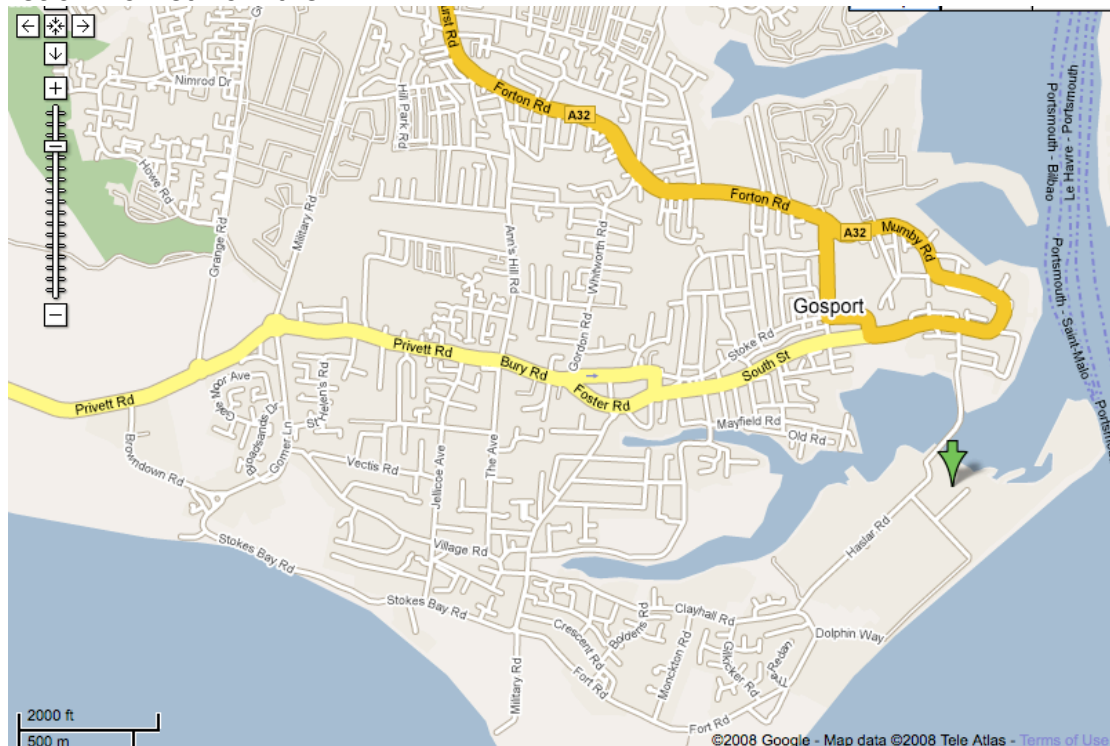 Nimrod Dr
Forton Rd
A32
Hill Park Rd
Howe Rd
Military Rd
Grange Rd
Ann's Hill Rd
Whitworth Rd
Forton Rd
A32
Mumby Rd
Portsmouth - Bilbao
Le Havre - Portsmouth
Portsmouth - Saint-Malo
Gosport
Gordon Rd
Stoke Rd
South St
Privett Rd
Bury Rd
Foster Rd
Privett Rd
Gale Moor Ave
Broadsands Dr
Gomer Ln
St Helen's Rd
Browndown Rd
Vectis Rd
Jellicoe Ave
The Ave
Mayfield Rd
Old Rd
Haslar Rd
Stokes Bay Rd
Village Rd
Stokes Bay Rd
Clayhall Rd
Crescent Rd
Boldens Rd
Monckton Rd
Gilkicker Rd
The Redan
Dolphin Way
Military Rd
Fort Rd
Fort Rd
2000 ft
500 m
©2008 Google - Map data ©2008 Tele Atlas - Terms of Use